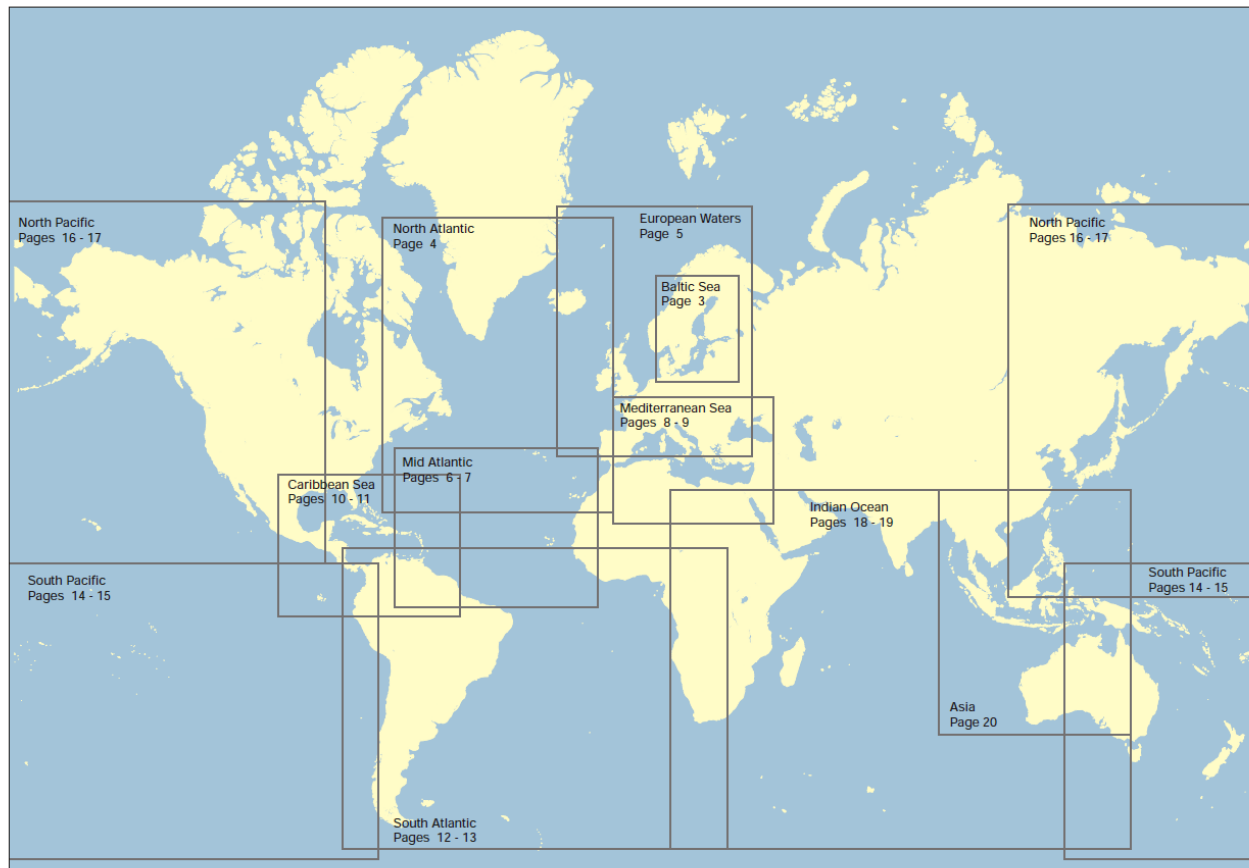 North Pacific
Pages 16 - 17
North Atlantic
Page 4
European Waters
Page 5
North Pacific
Pages 16 - 17
Baltic Sea
Page 3
Mediterranean Sea
Pages 8 - 9
Mid Atlantic
Pages 6 - 7
Caribbean Sea
Pages 10 - 11
Indian Ocean
Pages 18 - 19
South Pacific
Pages 14 - 15
South Pacific
Pages 14 - 15
Asia
Page 20
South Atlantic
Pages 12 - 13